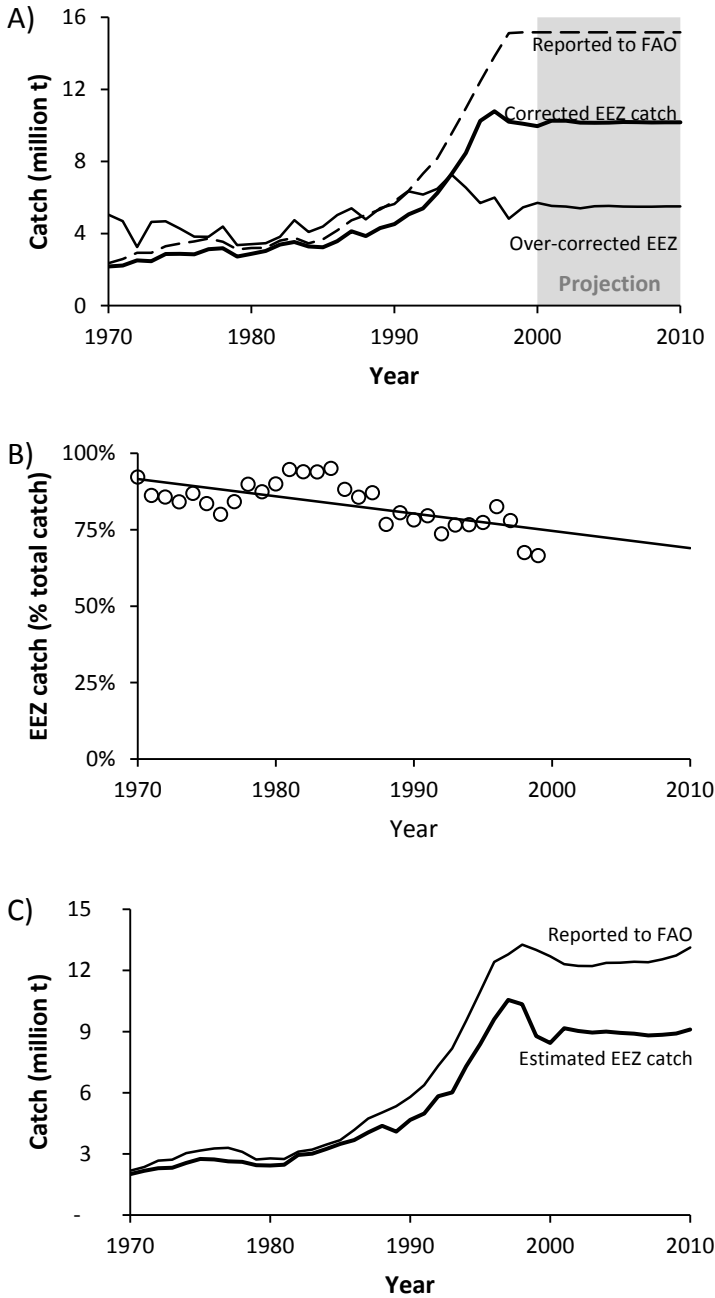 A)
16
12
8
4
0
Catch (million t)
Reported to FAO
Corrected EEZ catch
Over-corrected EEZ
Projection
1970 1980 1990 2000 2010
Year
B)
100%
75%
50%
25%
0%
EEZ catch (% total catch)
1970 1980 1990 2000 2010
Year
C)
15
12
9
6
3
-
Catch (million t)
Reported to FAO
Estimated EEZ catch
1970 1980 1990 2000 2010
Year